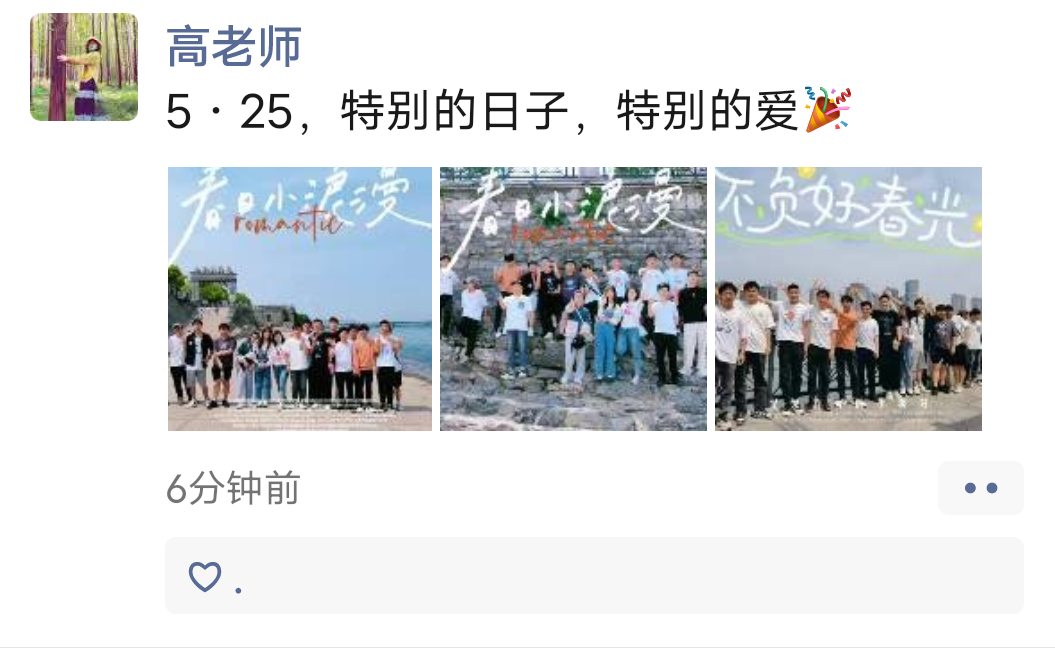 高老师
5·25，特别的日子，特别的爱🎉
春日小浪漫
romantic
春日小浪漫
romantic
不负好春光
6分钟前
.